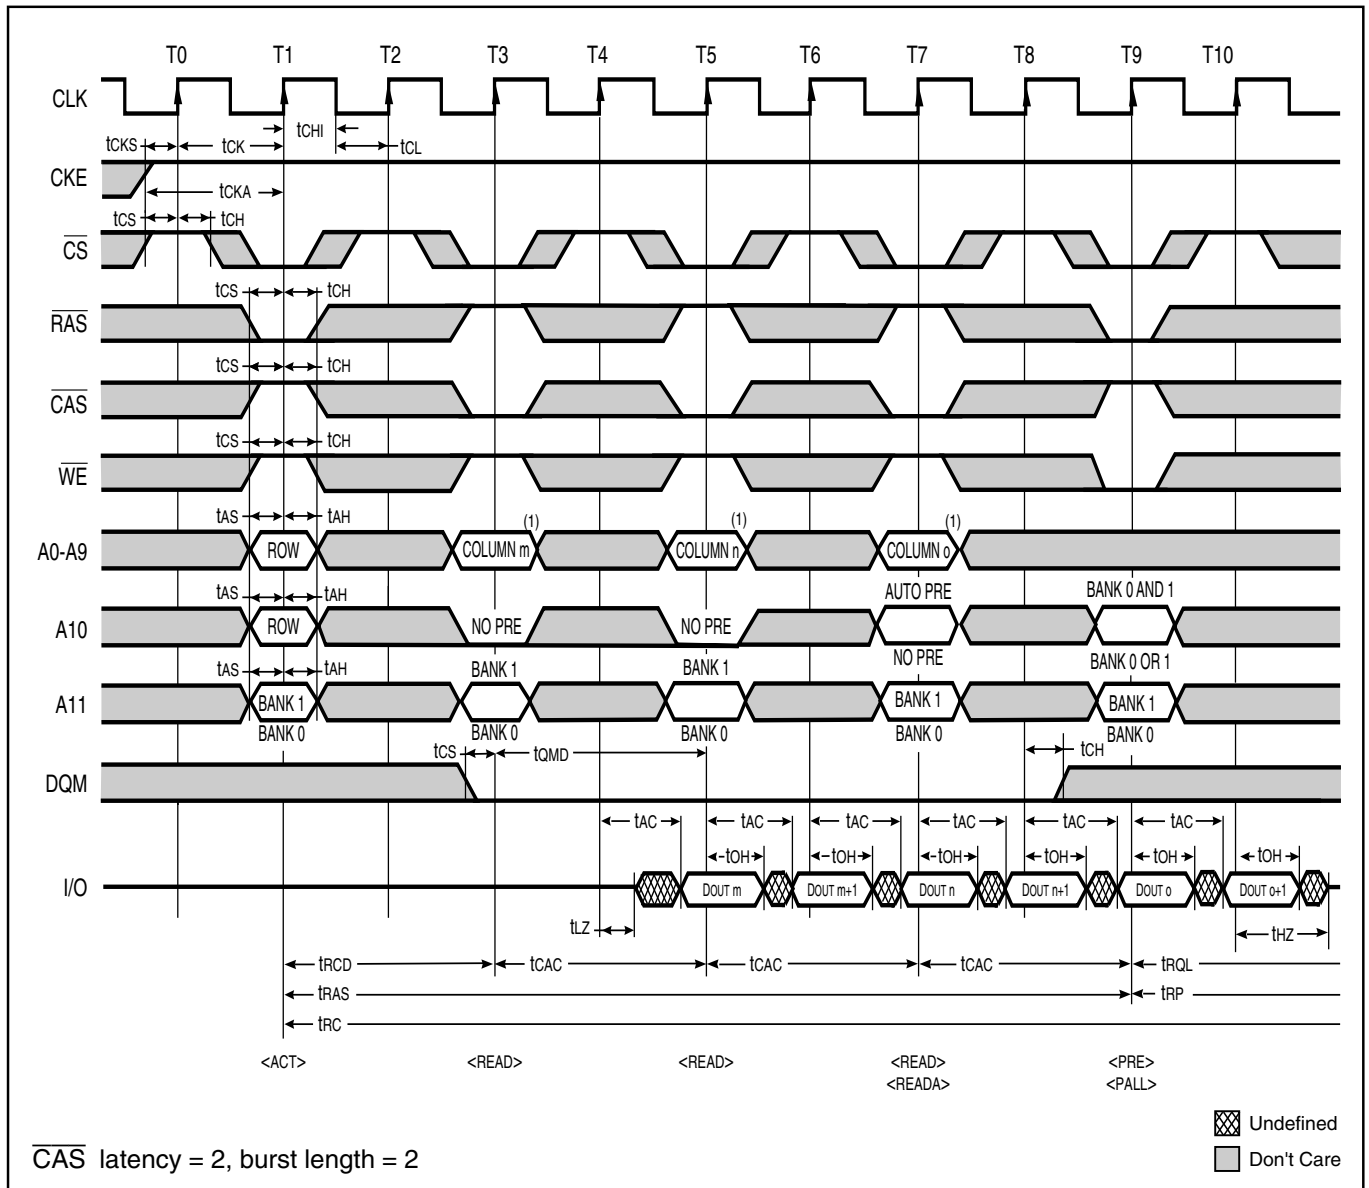 T0 T1 T2 T3 T4 T5 T6 T7 T8 T9 T10
CLK
tCHI
tCKS tCK tCL
CKE
tCKA
tCS tCH
CS
tCS tCH
RAS
tCS tCH
CAS
tCS tCH
WE
tAS tAH (1) (1) (1)
A0-A9 ROW COLUMN m COLUMN n COLUMN o
tAS tAH AUTO PRE BANK 0 AND 1
A10 ROW NO PRE NO PRE
NO PRE BANK 0 OR 1
tAS tAH BANK 1 BANK 1
A11 BANK 1 BANK 1 BANK 1
BANK 0 BANK 0 BANK 0 BANK 0 BANK 0
tCS tQMD tCH
DQM
tAC tAC tAC tAC tAC tAC
tOH tOH tOH tOH tOH tOH
I/O DOUT m DOUT m+1 DOUT n DOUT n+1 DOUT o DOUT o+1
tLZ tHZ
tRCD tCAC tCAC tCAC tRQL
tRAS tRP
tRC
<ACT> <READ> <READ> <READ> <PRE>
<READA> <PALL>
Undefined
Don't Care
CAS latency = 2, burst length = 2